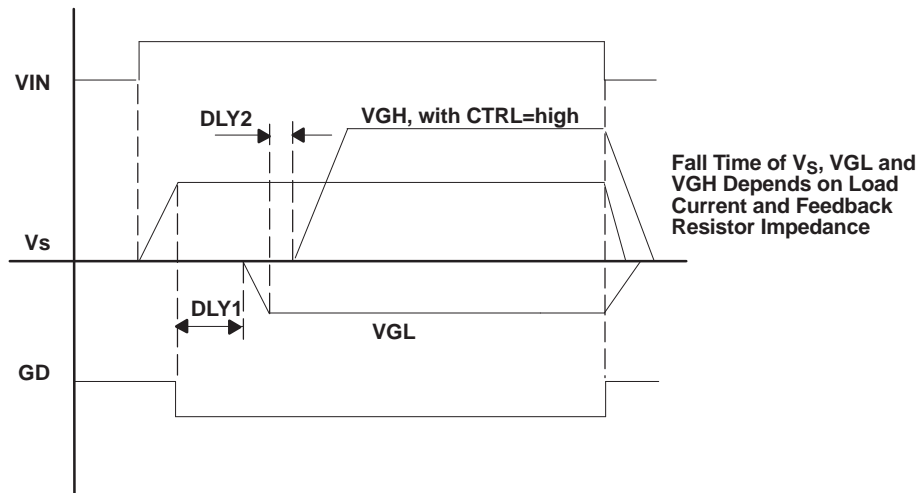 VIN
DLY2
VGH, with CTRL=high
Fall Time of VS, VGL and
VGH Depends on Load
Current and Feedback
Resistor Impedance
Vs
DLY1
VGL
GD